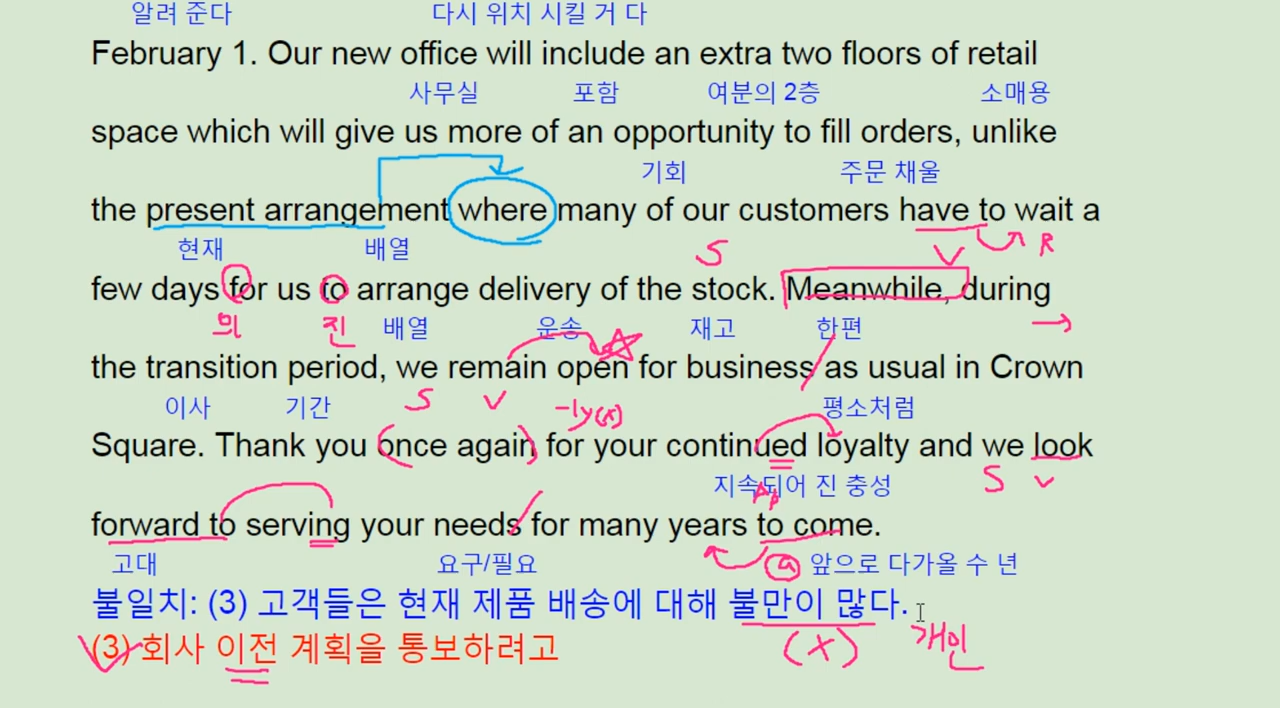 알려 준다 다시 위치 시킬 거 다
February 1. Our new office will include an extra two floors of retail
사무실 포함 여분의 2층 소매용
space which will give us more of an opportunity to fill orders, unlike
기회 주문 채울
the present arrangement where many of our customers have to wait a
현재 배열 S V R
few days for us to arrange delivery of the stock. Meanwhile, during
의 진 배열 운송 재고 한편
the transition period, we remain open for business as usual in Crown
이사 기간 S V -ly(x) 평소처럼
Square. Thank you once again for your continued loyalty and we look
지속되어 진 충성 S V
forward to serving your needs for many years to come.
고대 요구/필요 a 앞으로 다가올 수 년
불일치: (3) 고객들은 현재 제품 배송에 대해 불만이 많다.
(x) 개인
(3) 회사 이전 계획을 통보하려고